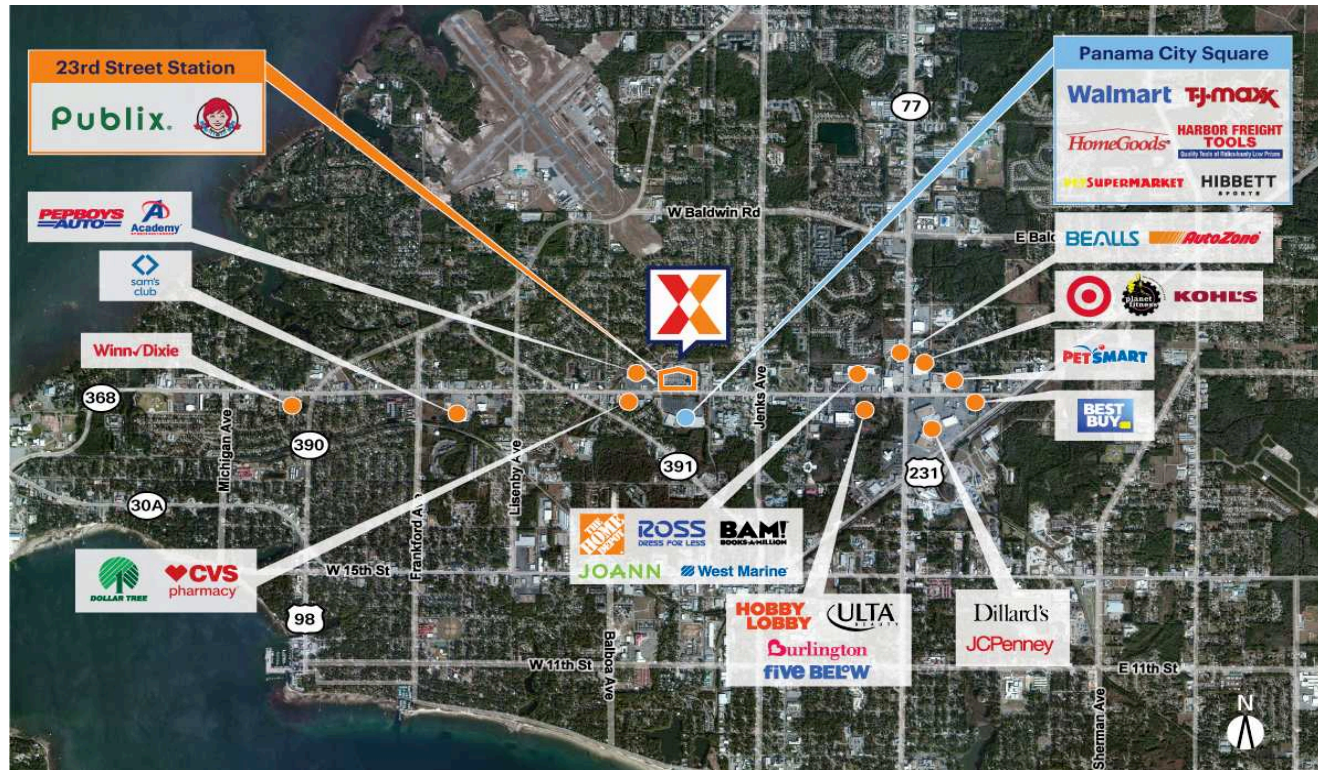 23rd Street Station
Publix.
Panama City Square
Walmart T.J.maxx
HomeGoods
HARBOR FREIGHT
TOOLS
Quality Tools at Ridiculously Low Prices
PETSUPERMARKET
HIBBETT
SPORTS
77
W Baldwin Rd
PEPBOYS
AUTO
Academy
SPORTS+OUTDOORS
sam's
club
Winn Dixie
BEALLS AutoZone
planet
fitness
KOHL'S
PETSMART
BEST
BUY
368
Michigan Ave
390
30A
Frankford Ave
Lisenby Ave
391
Jenks Ave
231
THE
HOME
DEPOT
ROSS
DRESS FOR LESS
BAM!
BOOKS-A-MILLION
JOANN
West Marine
DOLLAR TREE
CVS
pharmacy
W 15th St
98
Balboa Ave
W 11th St
HOBBY
LOBBY
ULTA
BEAUTY
Burlington
five BELOW
Dillard's
JCPenney
E 11th St
Sherman Ave
N